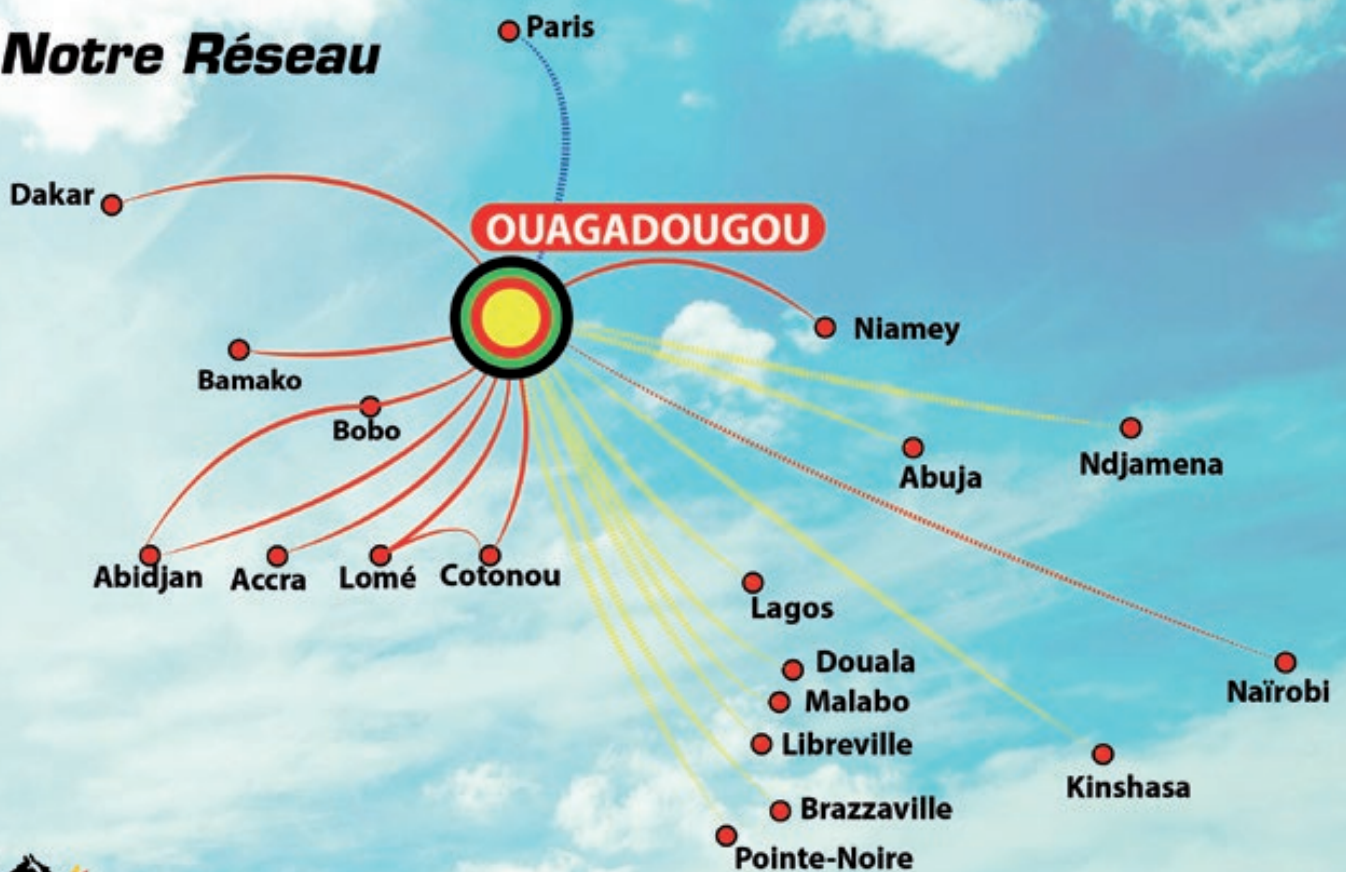 Notre Réseau
Paris
Dakar
OUAGADOUGOU
Niamey
Bamako
Bobo
Ndjamena
Abuja
Abidjan
Accra
Lomé
Cotonou
Lagos
Douala
Malabo
Naïrobi
Libreville
Kinshasa
Brazzaville
Pointe-Noire